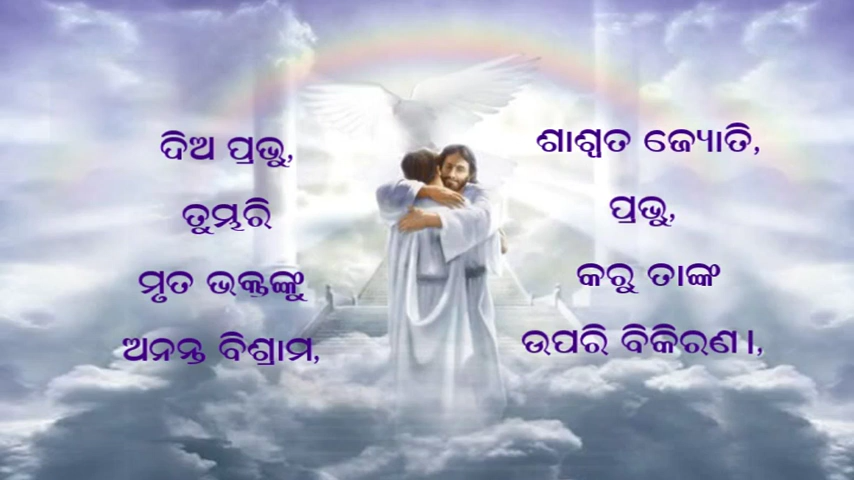 ଦିଅ ପ୍ରଭୁ,
ତୁମ୍ଭରି
ମୃତ ଭକ୍ତଙ୍କୁ
ଅନନ୍ତ ବିଶ୍ରାମ,
ଶାଶ୍ୱତ ଜ୍ୟୋତି,
ପ୍ରଭୁ,
କରୁ ତାଙ୍କ
ଉପରି ବିକିରଣ।,